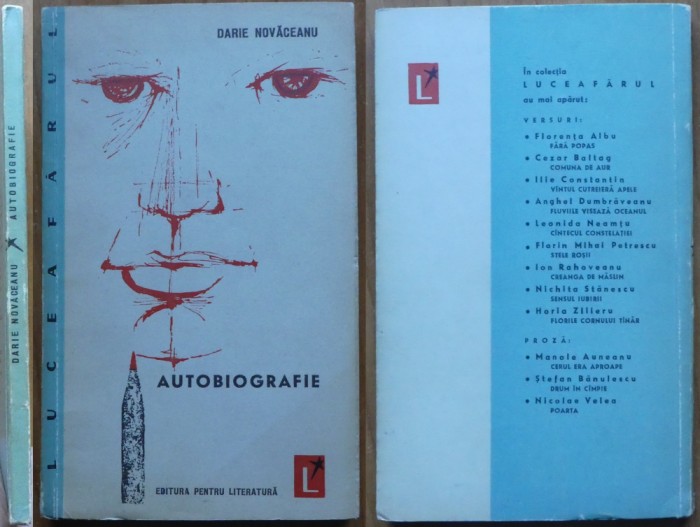 DARIE NOVĂCEANU ★ AUTOBIOGRAFIE
LUCEAFĂRUL
DARIE NOVĂCEANU
AUTOBIOGRAFIE
EDITURA PENTRU LITERATURĂ
L
L
În colecția
LUCEAFĂRUL
au mai apărut:
VERSURI:
• Florența Albu
FĂRĂ POPAS
• Cezar Baltag
COMUNA DE AUR
• Ilie Constantin
VÎNTUL CUTREIERĂ APELE
• Anghel Dumbrăveanu
FLUVIILE VISEAZĂ OCEANUL
• Leonida Neamțu
CÎNTECUL CONSTELAȚIEI
• Florin Mihai Petrescu
STELE ROȘII
• Ion Rahoveanu
CREANGA DE MĂSLIN
• Nichita Stănescu
SENSUL IUBIRII
• Horia Zilieru
FLORILE CORNULUI TÎNĂR
PROZĂ:
• Manole Auneanu
CERUL ERA APROAPE
• Ștefan Bănulescu
DRUM ÎN CÎMPIE
• Nicolae Velea
POARTA